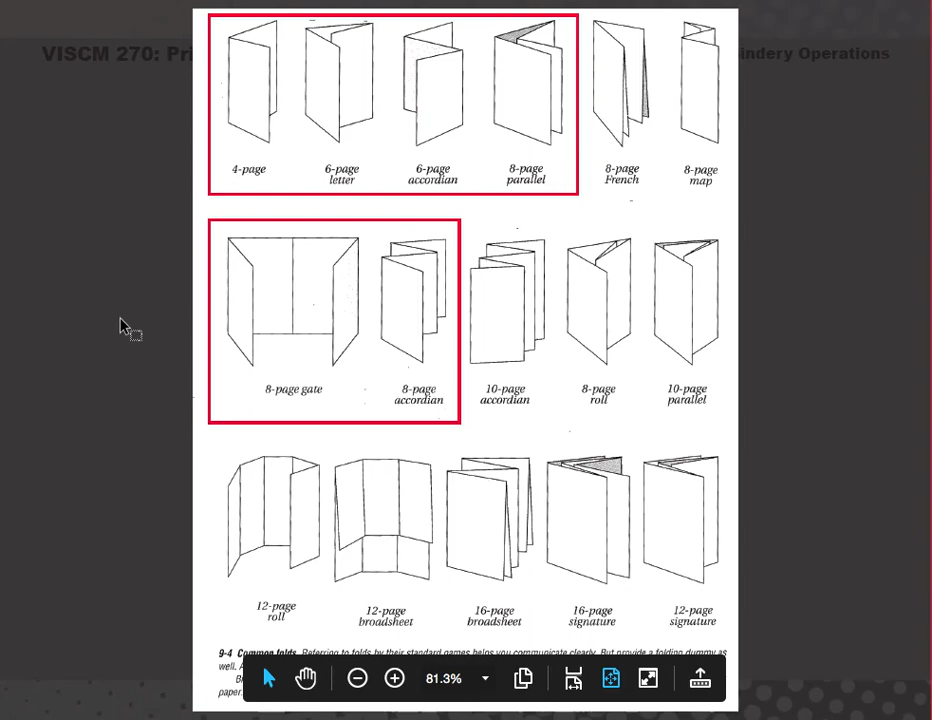 VISCM 270: Pri
indery Operations
4-page
6-page
letter
6-page
accordian
8-page
parallel
8-page
French
8-page
map
8-page gate
8-page
accordian
10-page
accordian
8-page
roll
10-page
parallel
12-page
roll
12-page
broadsheet
16-page
broadsheet
16-page
signature
12-page
signature
9-4 Common folds. Referring to folds by their standard games helps you communicate clearly. But provide a folding dummy as
well. A
Br
paper.
81.3%